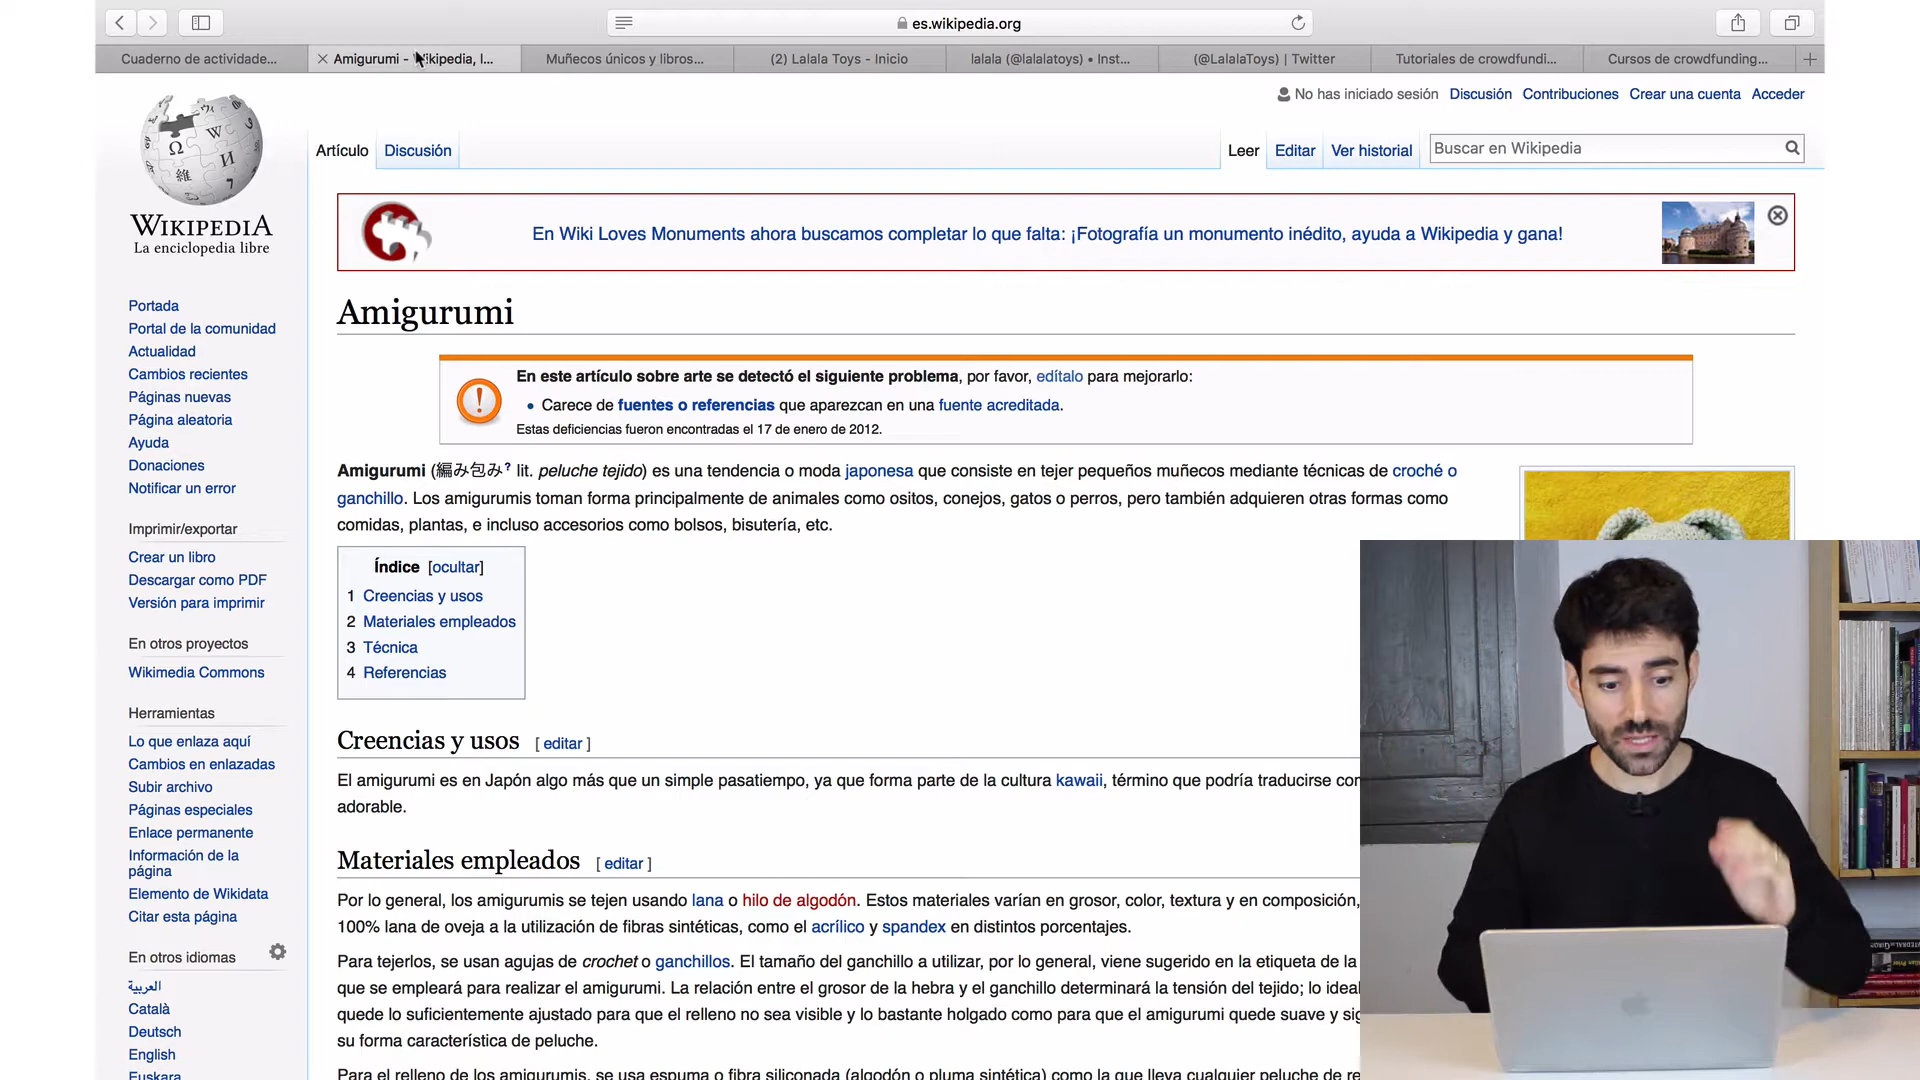 es.wikipedia.org
Cuaderno de actividade...
Amigurumi - Wikipedia, l...
Muñecos únicos y libros...
(2) Lalala Toys - Inicio
lalala (@lalalatoys) • Inst...
(@LalalaToys) | Twitter
Tutoriales de crowdfundi...
Cursos de crowdfunding...
No has iniciado sesión Discusión Contribuciones Crear una cuenta Acceder
Artículo Discusión Leer Editar Ver historial Buscar en Wikipedia
WIKIPEDIA
La enciclopedia libre
En Wiki Loves Monuments ahora buscamos completar lo que falta: ¡Fotografía un monumento inédito, ayuda a Wikipedia y gana!
Portada
Portal de la comunidad
Actualidad
Cambios recientes
Páginas nuevas
Página aleatoria
Ayuda
Donaciones
Notificar un error
Imprimir/exportar
Crear un libro
Descargar como PDF
Versión para imprimir
En otros proyectos
Wikimedia Commons
Herramientas
Lo que enlaza aquí
Cambios en enlazadas
Subir archivo
Páginas especiales
Enlace permanente
Información de la
página
Elemento de Wikidata
Citar esta página
En otros idiomas
العربية
Català
Deutsch
English
Euskara
Amigurumi
En este artículo sobre arte se detectó el siguiente problema, por favor, edítalo para mejorarlo:
• Carece de fuentes o referencias que aparezcan en una fuente acreditada.
Estas deficiencias fueron encontradas el 17 de enero de 2012.
Amigurumi (編み包み? lit. peluche tejido) es una tendencia o moda japonesa que consiste en tejer pequeños muñecos mediante técnicas de croché o
ganchillo. Los amigurumis toman forma principalmente de animales como ositos, conejos, gatos o perros, pero también adquieren otras formas como
comidas, plantas, e incluso accesorios como bolsos, bisutería, etc.
Índice [ocultar]
1 Creencias y usos
2 Materiales empleados
3 Técnica
4 Referencias
Creencias y usos [ editar ]
El amigurumi es en Japón algo más que un simple pasatiempo, ya que forma parte de la cultura kawaii, término que podría traducirse con
adorable.
Materiales empleados [ editar ]
Por lo general, los amigurumis se tejen usando lana o hilo de algodón. Estos materiales varían en grosor, color, textura y en composición,
100% lana de oveja a la utilización de fibras sintéticas, como el acrílico y spandex en distintos porcentajes.
Para tejerlos, se usan agujas de crochet o ganchillos. El tamaño del ganchillo a utilizar, por lo general, viene sugerido en la etiqueta de la
que se empleará para realizar el amigurumi. La relación entre el grosor de la hebra y el ganchillo determinará la tensión del tejido; lo ideal
quede lo suficientemente ajustado para que el relleno no sea visible y lo bastante holgado como para que el amigurumi quede suave y sig
su forma característica de peluche.
Para el relleno de los amigurumis, se usa espuma o fibra siliconada (algodón o pluma sintética) como la que lleva cualquier peluche de re